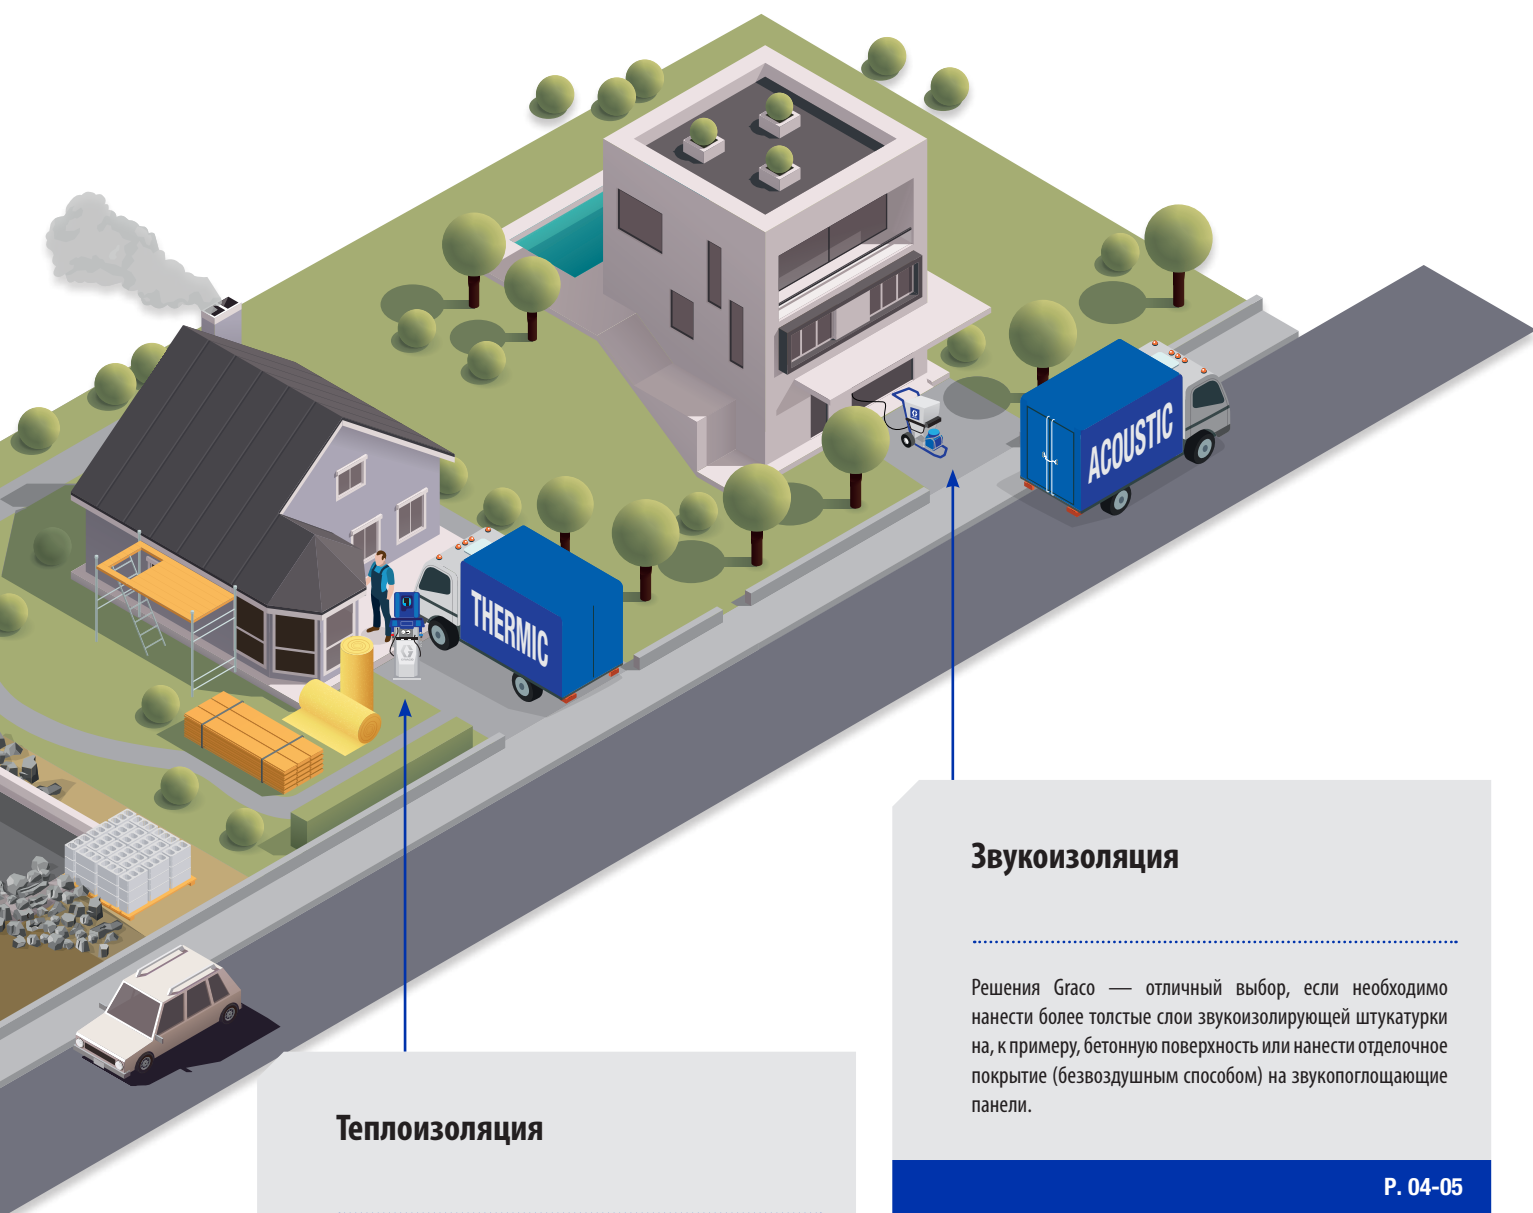 ACOUSTIC
THERMIC
Звукоизоляция
Решения Graco — отличный выбор, если необходимо
нанести более толстые слои звукоизолирующей штукатурки
на, к примеру, бетонную поверхность или нанести отделочное
покрытие (безвоздушным способом) на звукопоглощающие
панели.
P. 04-05
Теплоизоляция